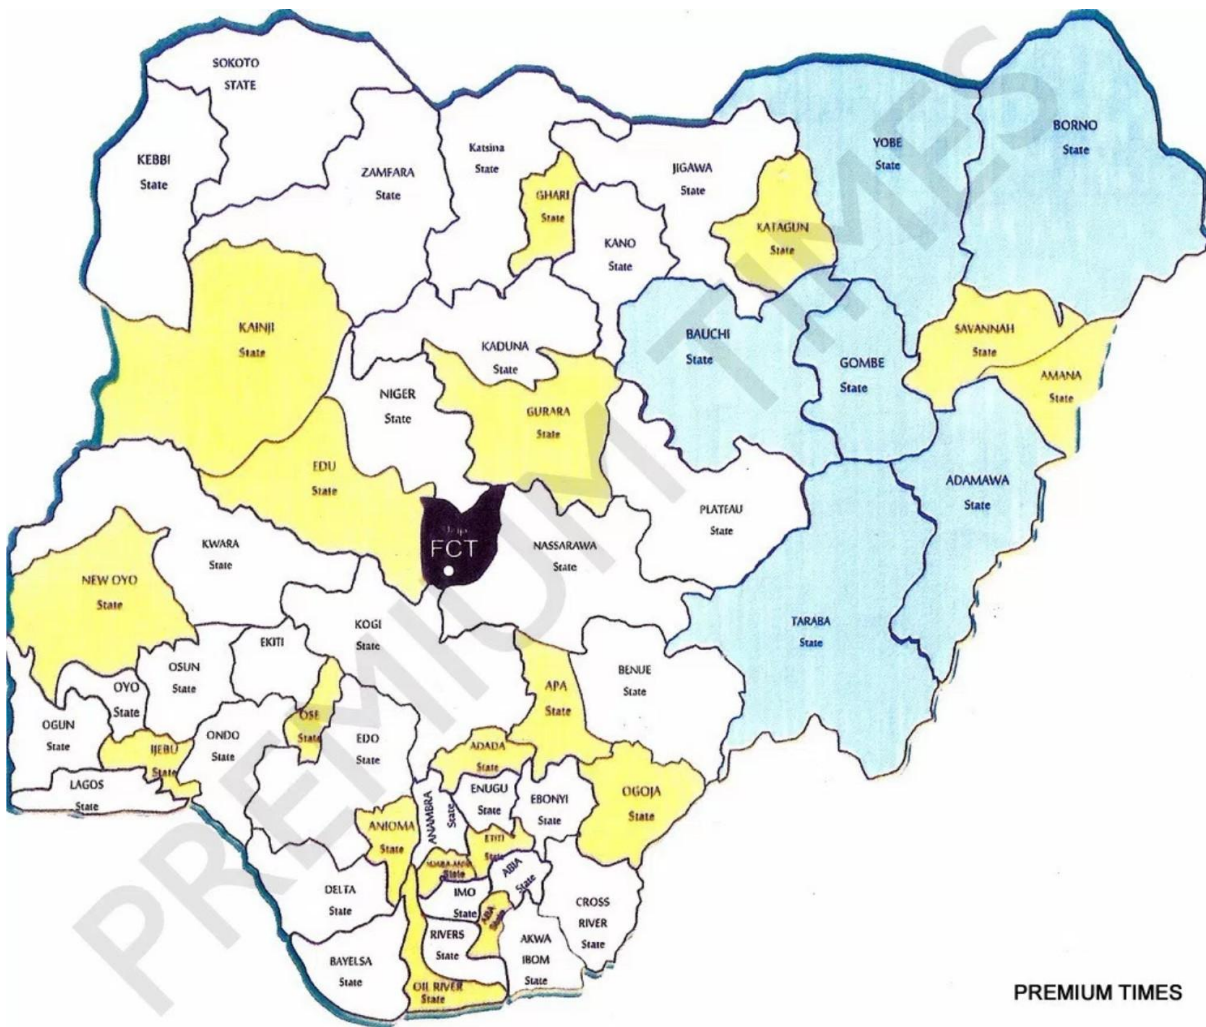 SOKOTO
STATE
KEBBI
State
ZAMFARA
State
Katsina
State
GHARI
State
JIGAWA
State
KANO
State
KATAGUN
State
YOBE
State
BORNO
State
KAINJI
State
KADUNA
State
NIGER
State
GURARA
State
BAUCHI
State
GOMBE
State
SAVANNAH
State
AMANA
State
EDU
State
FCT
PLATEAU
State
ADAMAWA
State
KWARA
State
NASSARAWA
State
NEW OYO
State
KOGI
State
TARABA
State
EKITI
OSUN
State
OYO
State
OGUN
State
IJEBU
State
LAGOS
State
ONDO
State
OSE
State
EDO
State
APA
State
BENUE
State
ADADA
State
ENUGU
State
EBONYI
State
OGOJA
State
ANIOMA
State
ANAMBRA
State
ETITI
State
State
IMO
State
ABIA
State
ABA
State
DELTA
State
RIVERS
State
BAYELSA
State
OIL RIVER
State
AKWA
IBOM
State
CROSS
RIVER
State
PREMIUM TIMES
PREMIUM TIMES